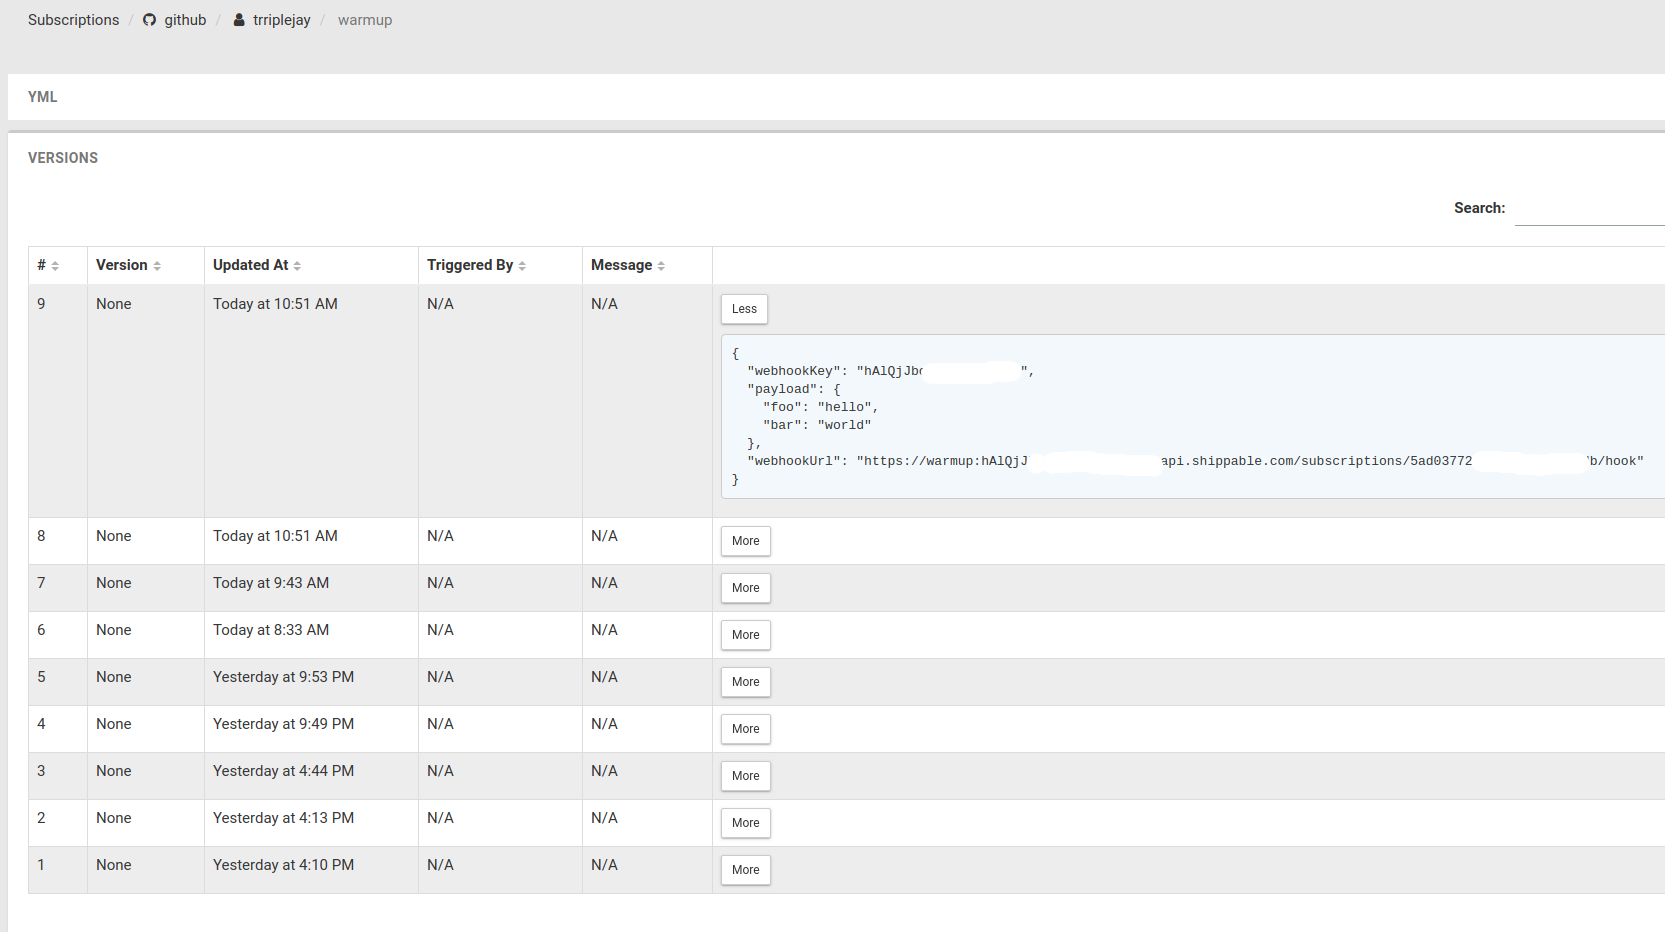 Subscriptions / github / trriplejay / warmup
YML
VERSIONS
Search:
# Version Updated At Triggered By Message
9 None Today at 10:51 AM N/A N/A Less
{
"webhookKey": "hAlQjJb ",
"payload": {
"foo": "hello",
"bar": "world"
},
"webhookUrl": "https://warmup:hAlQjJ api.shippable.com/subscriptions/5ad03772 b/hook"
}
8 None Today at 10:51 AM N/A N/A More
7 None Today at 9:43 AM N/A N/A More
6 None Today at 8:33 AM N/A N/A More
5 None Yesterday at 9:53 PM N/A N/A More
4 None Yesterday at 9:49 PM N/A N/A More
3 None Yesterday at 4:44 PM N/A N/A More
2 None Yesterday at 4:13 PM N/A N/A More
1 None Yesterday at 4:10 PM N/A N/A More